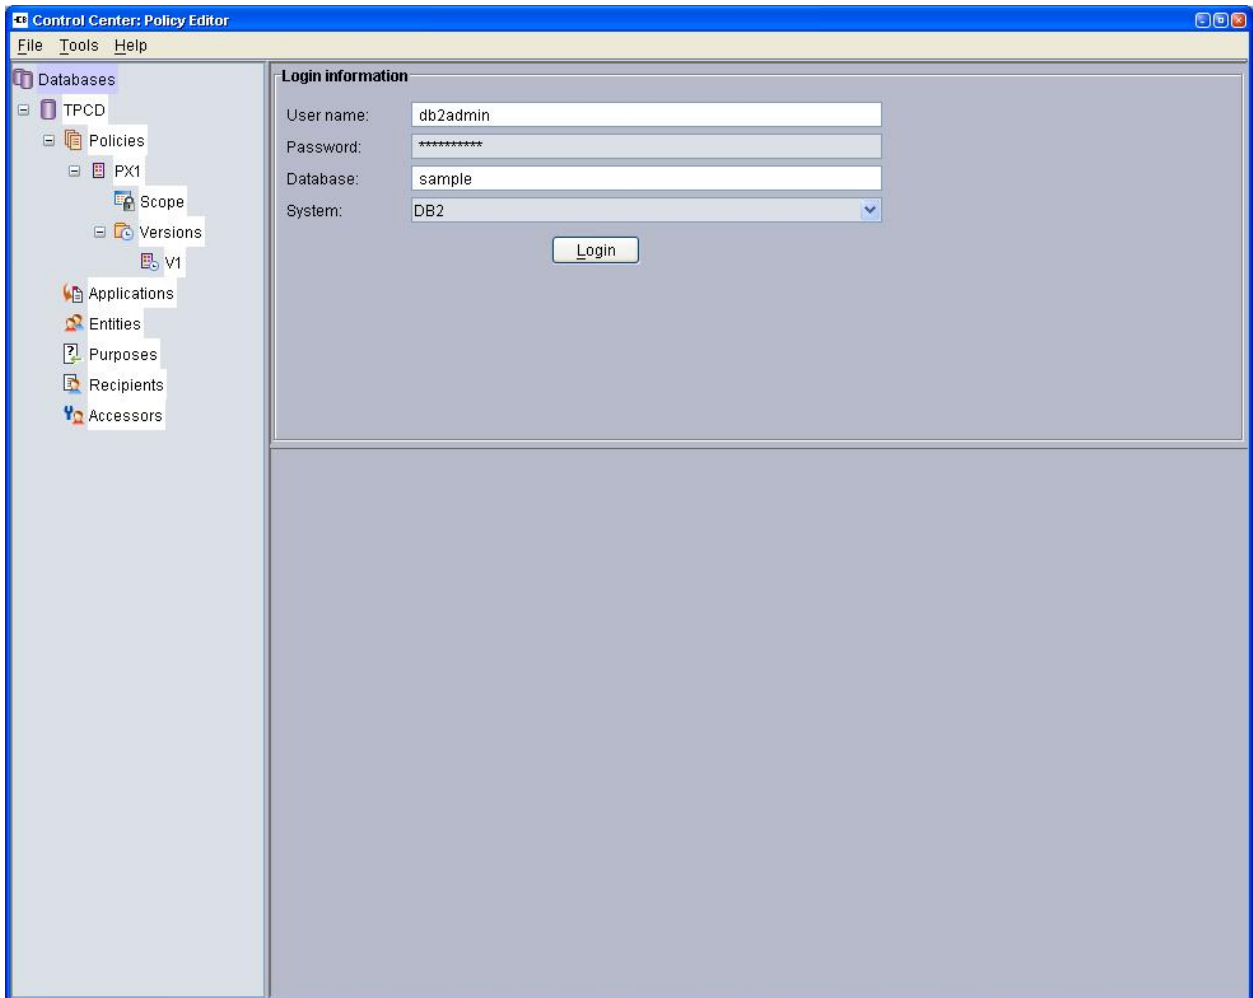 Control Center: Policy Editor
File Tools Help
Databases
TPCD
Policies
PX1
Scope
Versions
V1
Applications
Entities
Purposes
Recipients
Accessors
Login information
User name: db2admin
Password: **********
Database: sample
System: DB2
Login